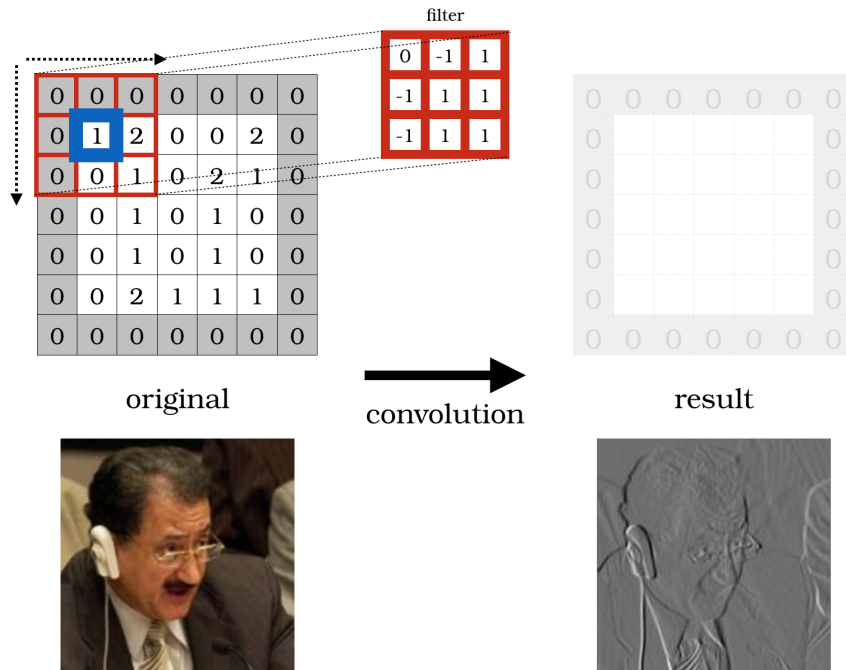 filter
0 -1 1
-1 1 1
-1 1 1
0 0 0 0 0 0 0
0 1 2 0 0 2 0
0 0 1 0 2 1 0
0 0 1 0 1 0 0
0 0 1 0 1 0 0
0 0 2 1 1 1 0
0 0 0 0 0 0 0
0 0 0 0 0 0 0
0 0
0 0
0 0
0 0
0 0
0 0 0 0 0 0 0
original
convolution
result